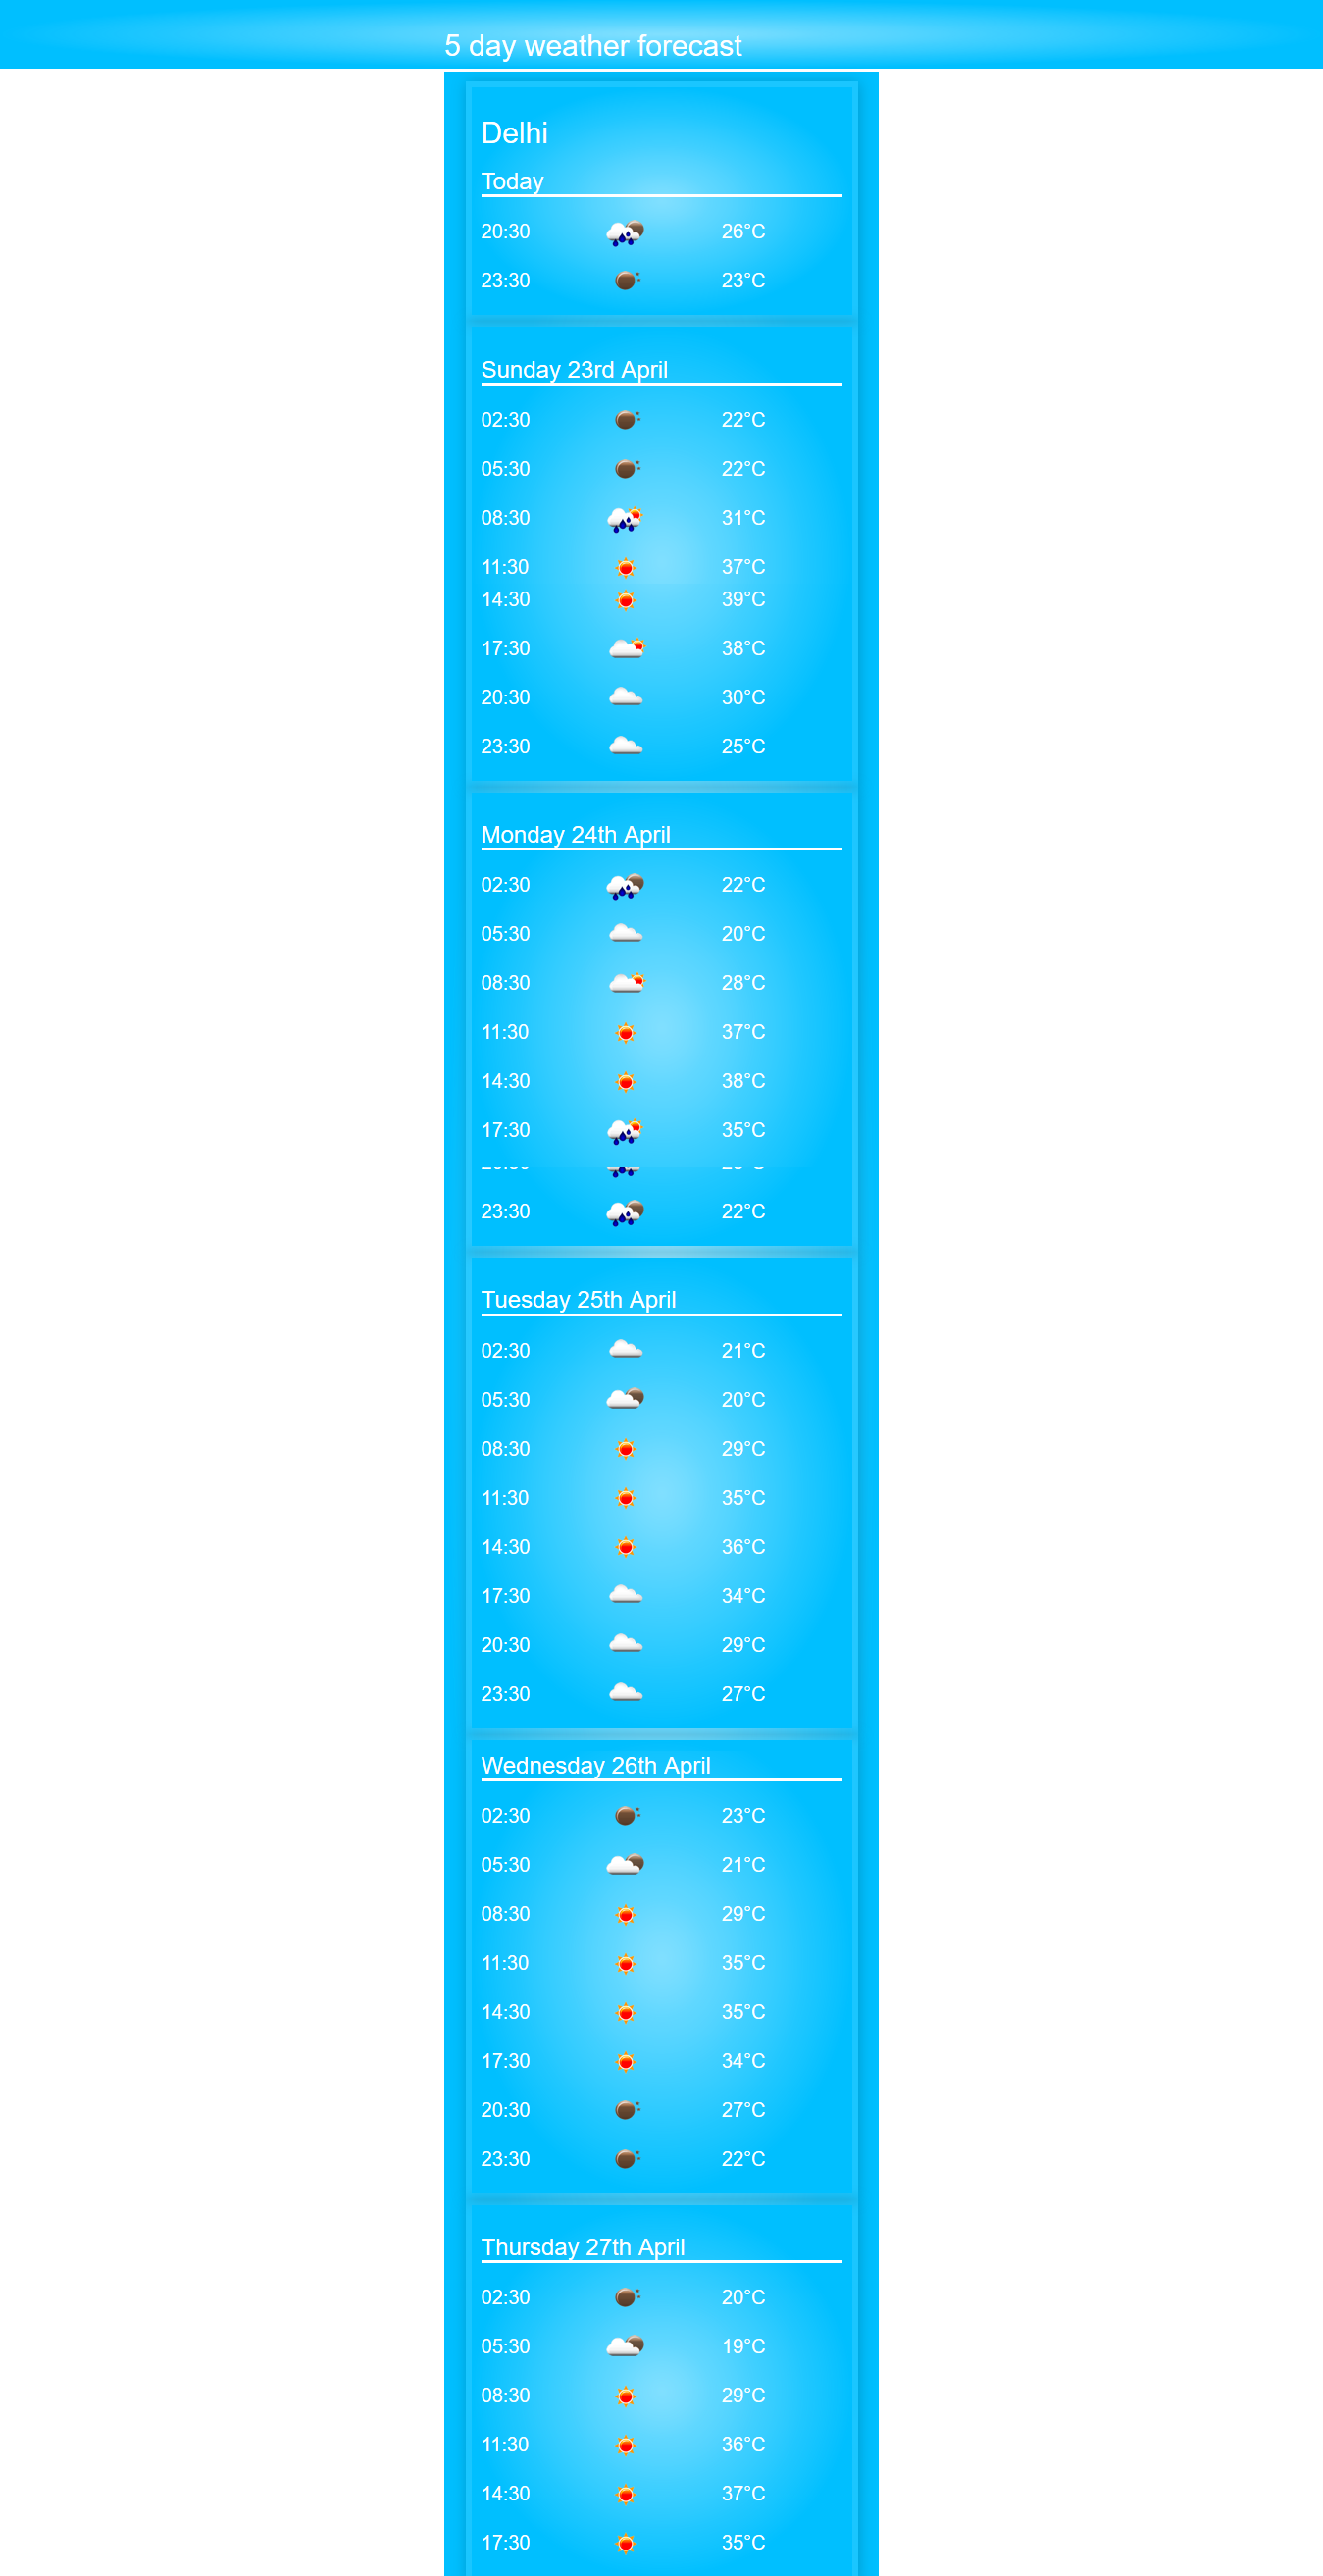 5 day weather forecast
Delhi
Today
20:30 26°C
23:30 23°C
Sunday 23rd April
02:30 22°C
05:30 22°C
08:30 31°C
11:30 37°C
14:30 39°C
17:30 38°C
20:30 30°C
23:30 25°C
Monday 24th April
02:30 22°C
05:30 20°C
08:30 28°C
11:30 37°C
14:30 38°C
17:30 35°C
23:30 22°C
Tuesday 25th April
02:30 21°C
05:30 20°C
08:30 29°C
11:30 35°C
14:30 36°C
17:30 34°C
20:30 29°C
23:30 27°C
Wednesday 26th April
02:30 23°C
05:30 21°C
08:30 29°C
11:30 35°C
14:30 35°C
17:30 34°C
20:30 27°C
23:30 22°C
Thursday 27th April
02:30 20°C
05:30 19°C
08:30 29°C
11:30 36°C
14:30 37°C
17:30 35°C